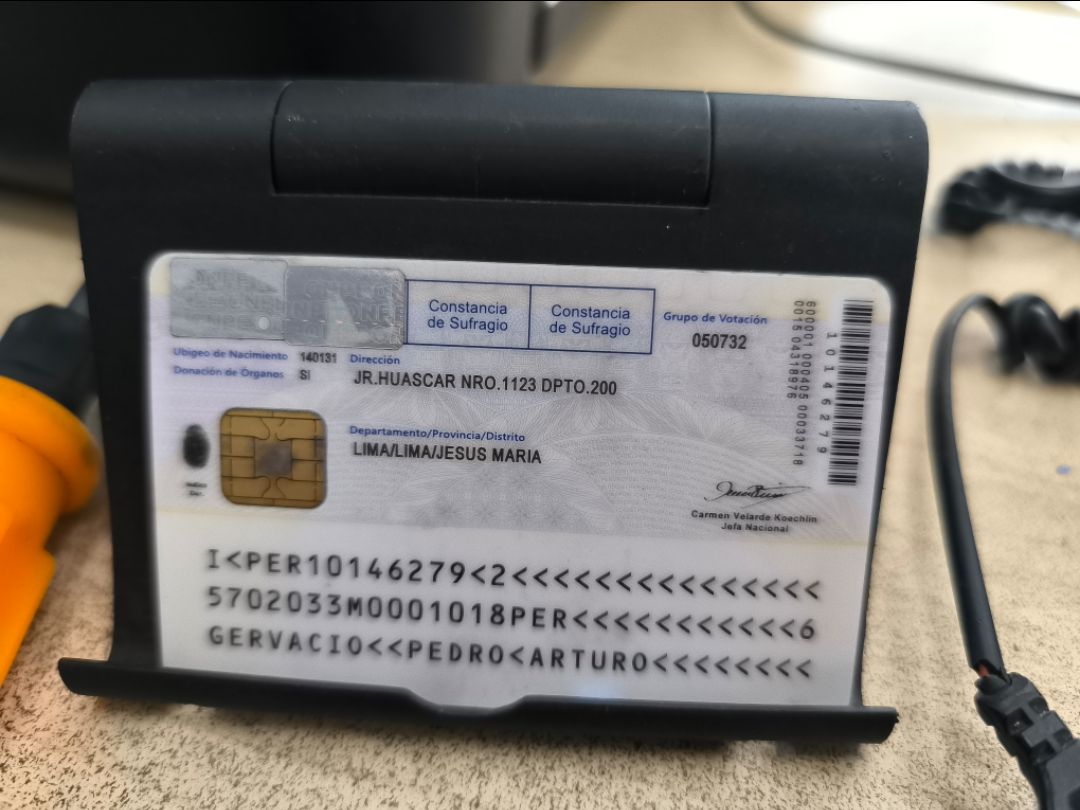 Constancia
de Sufragio
Constancia
de Sufragio
Grupo de Votación
050732
Ubigeo de Nacimiento 140131
Donación de Órganos SI
Dirección
JR.HUASCAR NRO.1123 DPTO.200
Departamento/Provincia/Distrito
LIMA/LIMA/JESUS MARIA
10146279
Carmen Velarde Koechlin
Jefa Nacional
I<PER10146279<2<<<<<<<<<<<<<<<
5702033M0001018PER<<<<<<<<<<<6
GERVACIO<<PEDRO<ARTURO<<<<<<<<